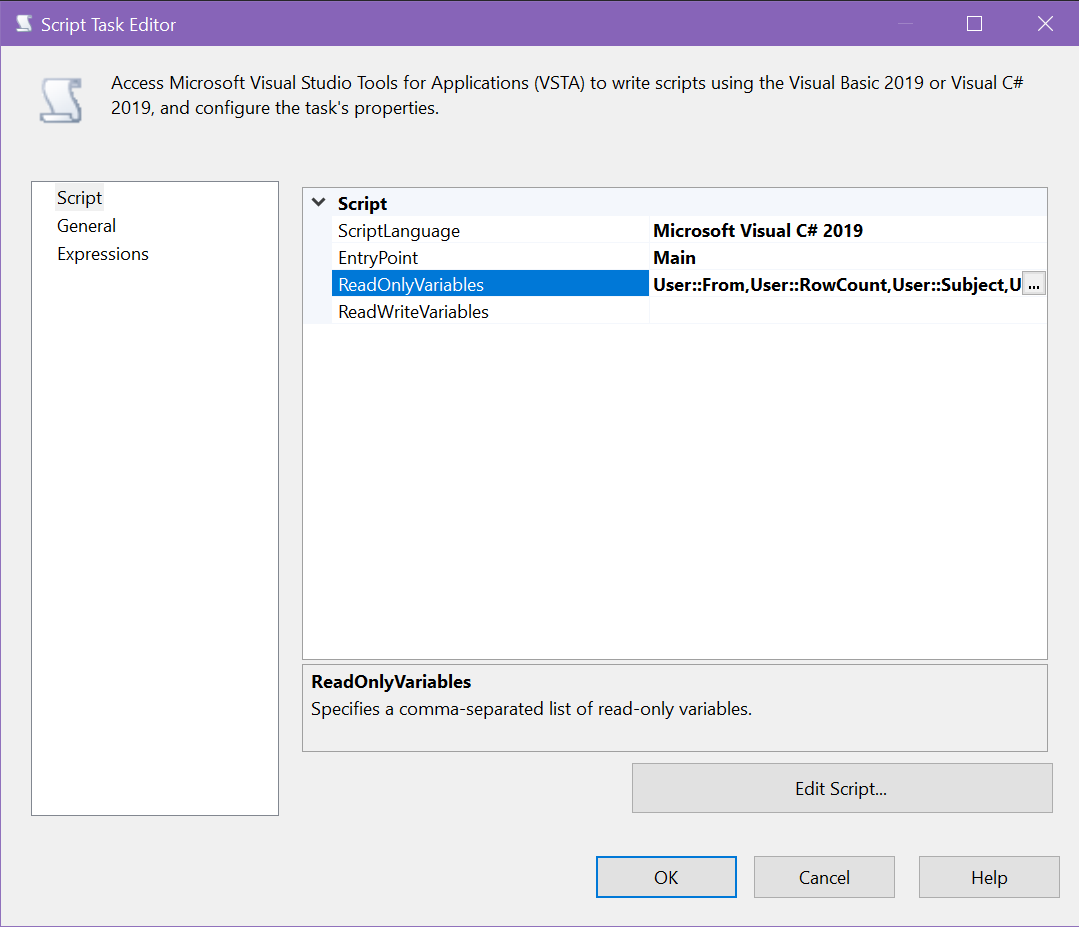 Script Task Editor
Access Microsoft Visual Studio Tools for Applications (VSTA) to write scripts using the Visual Basic 2019 or Visual C#
2019, and configure the task's properties.
Script
General
Expressions
Script
ScriptLanguage Microsoft Visual C# 2019
EntryPoint Main
ReadOnlyVariables User::From,User::RowCount,User::Subject,U ...
ReadWriteVariables
ReadOnlyVariables
Specifies a comma-separated list of read-only variables.
Edit Script...
OK Cancel Help